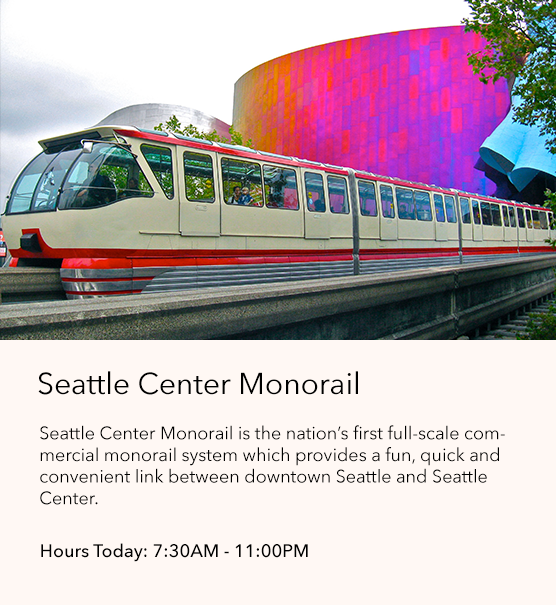 Seattle Center Monorail
Seattle Center Monorail is the nation’s first full-scale com-
mercial monorail system which provides a fun, quick and
convenient link between downtown Seattle and Seattle
Center.
Hours Today: 7:30AM - 11:00PM